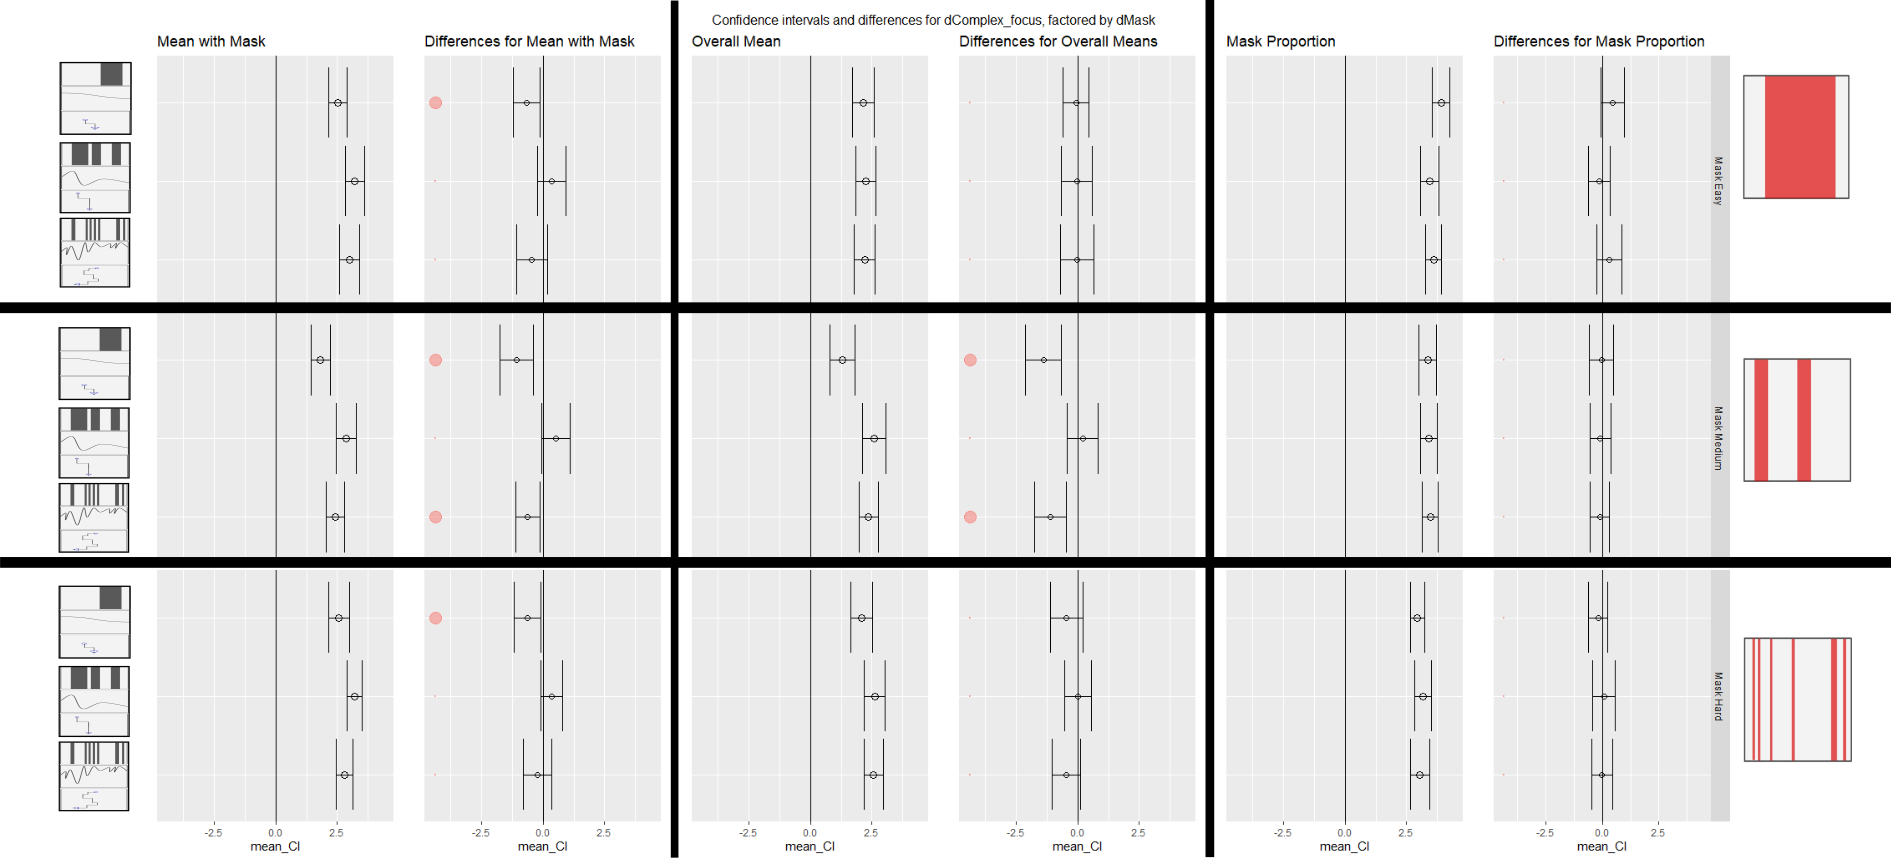 Confidence intervals and differences for dComplex_focus, factored by dMask
Mean with Mask
Differences for Mean with Mask
Overall Mean
Differences for Overall Means
Mask Proportion
Differences for Mask Proportion
Mask Easy
Mask Medium
Mask Hard
-2.5 0.0 2.5
-2.5 0.0 2.5
-2.5 0.0 2.5
-2.5 0.0 2.5
-2.5 0.0 2.5
-2.5 0.0 2.5
mean_CI
mean_CI
mean_CI
mean_CI
mean_CI
mean_CI